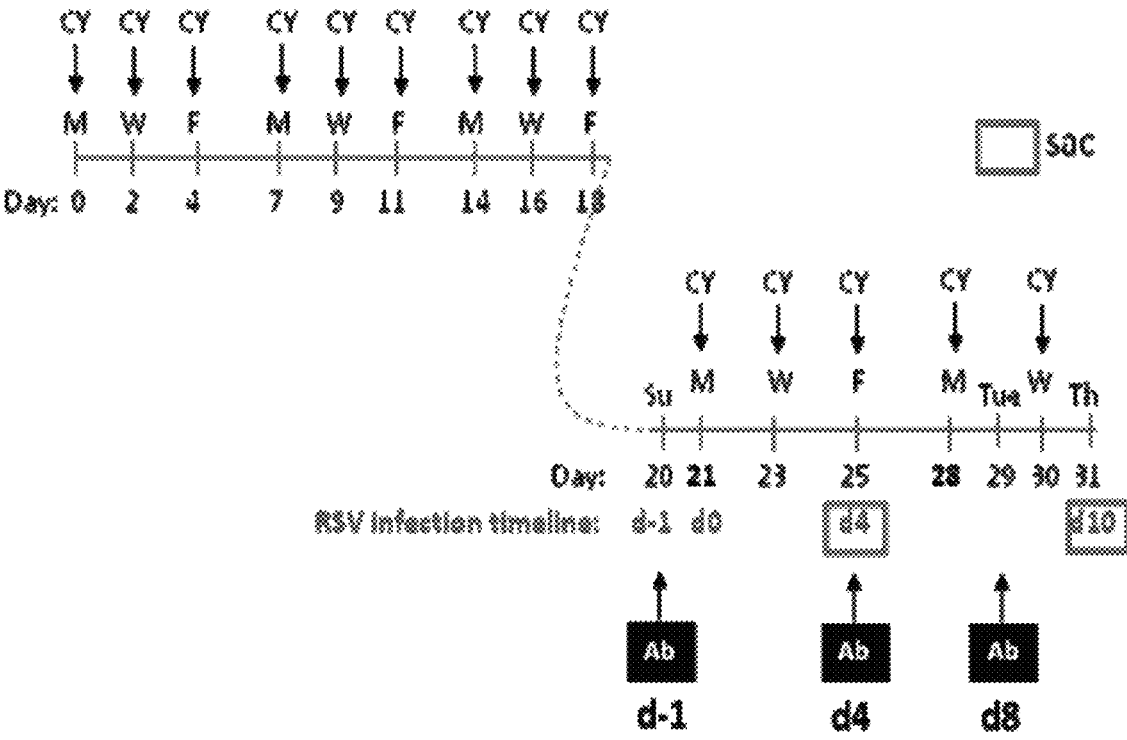 CY CY CY CY CY CY CY CY CY
M W F M W F M W F
sac
Day: 0 2 4 7 9 11 14 16 18
CY CY CY CY CY
Su M W F M Tue W Th
Day: 20 21 23 25 28 29 30 31
RSV infection timeline: d-1 d0 d4 d10
Ab Ab Ab
d-1 d4 d8